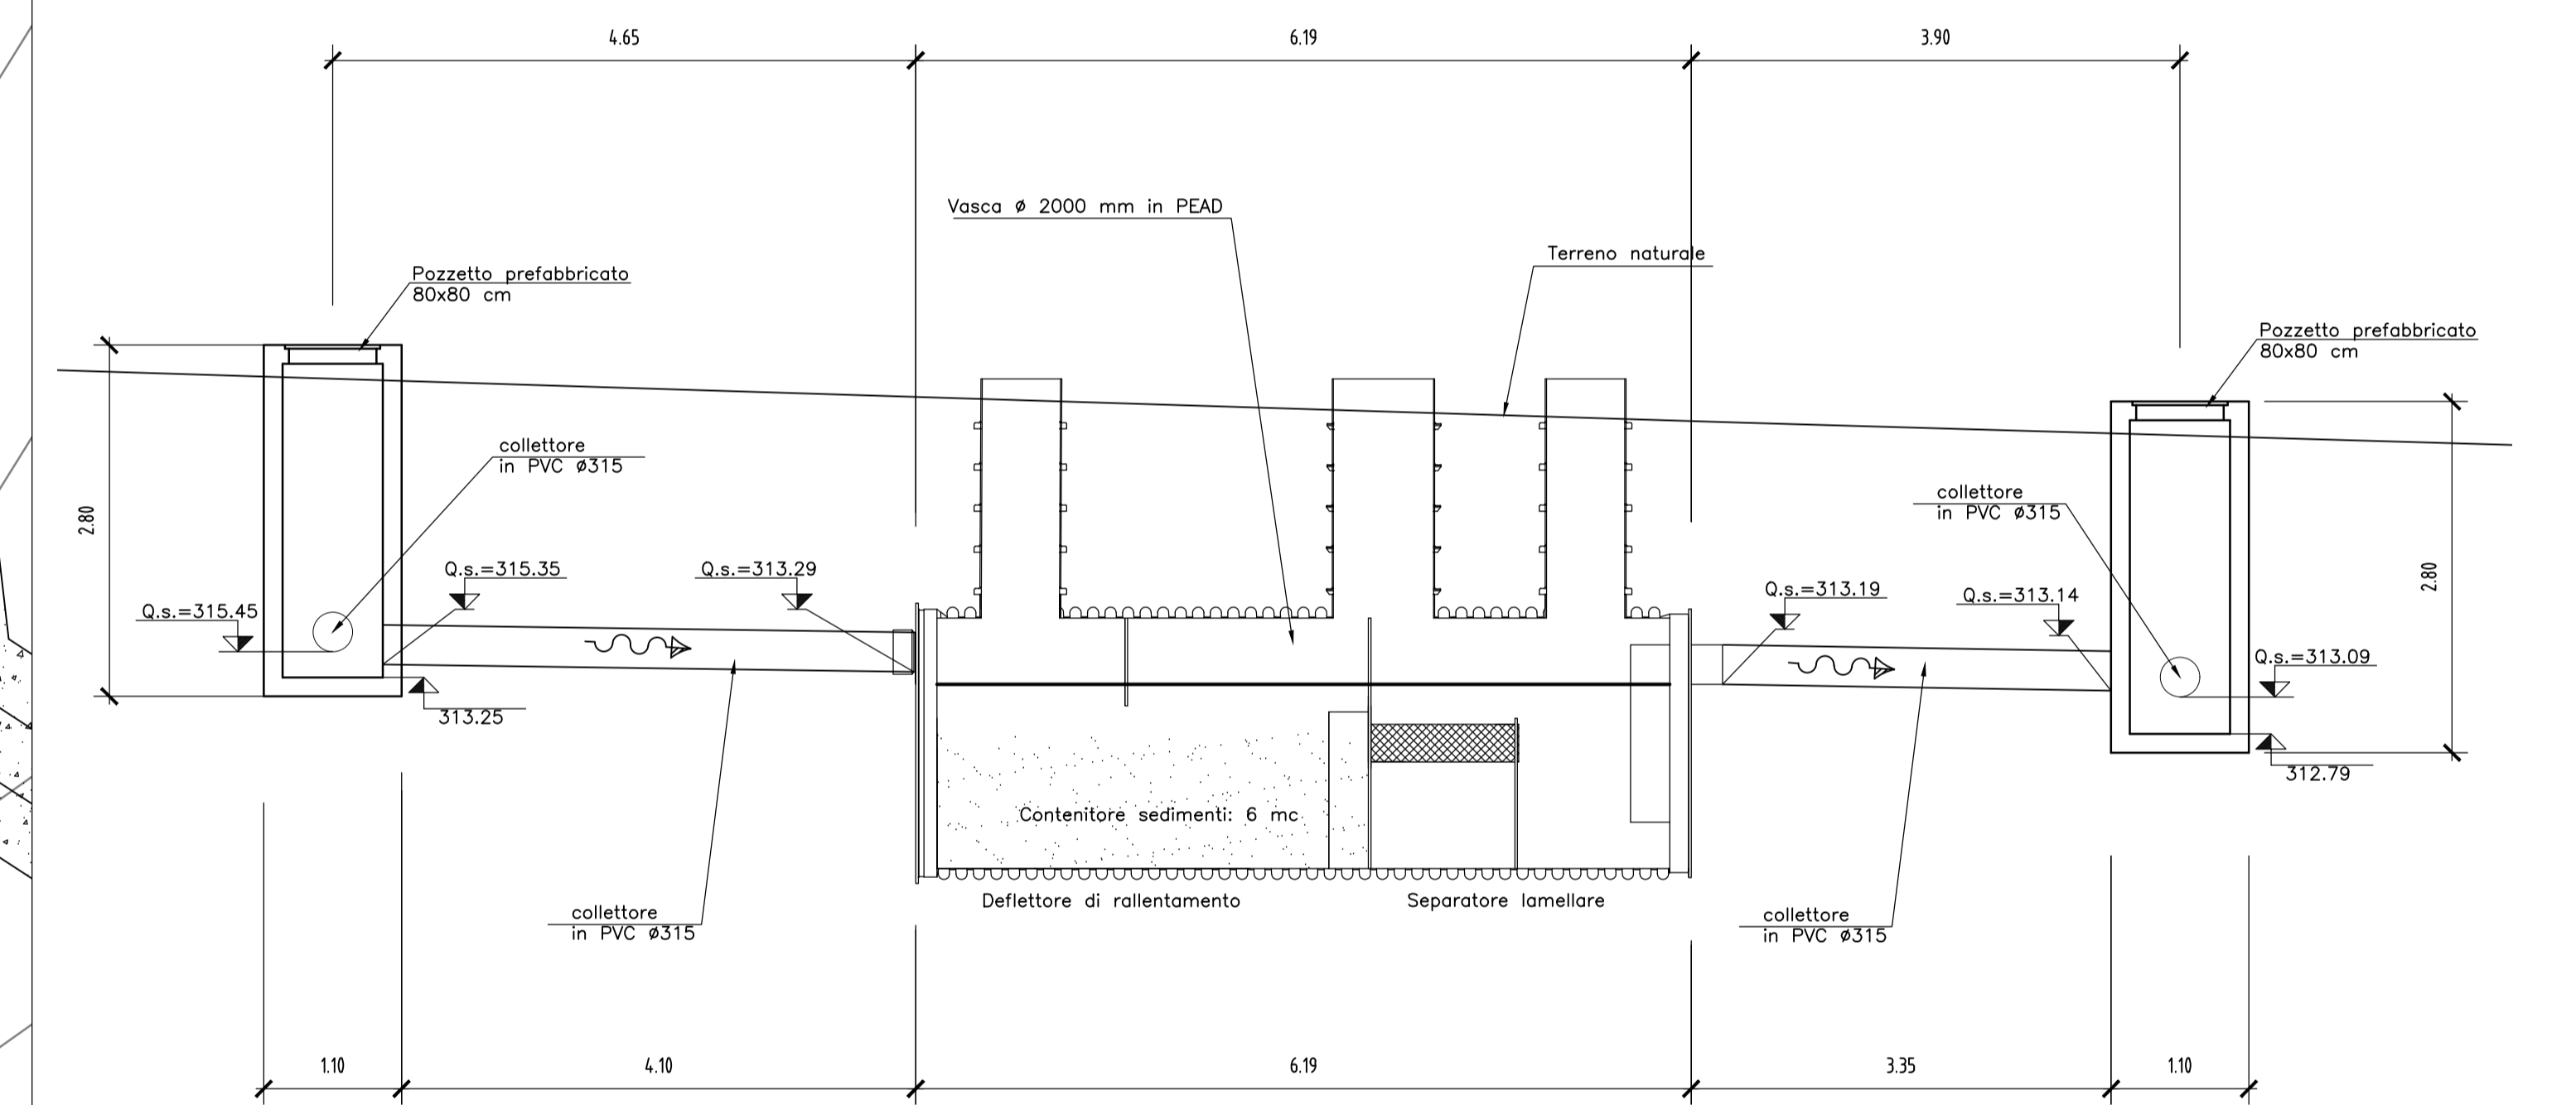 4.65
6.19
3.90
Vasca ø 2000 mm in PEAD
Terreno naturale
Pozzetto prefabbricato
80x80 cm
Pozzetto prefabbricato
80x80 cm
collettore
in PVC ø315
collettore
in PVC ø315
2.80
2.80
Q.s.=315.45
Q.s.=315.35
Q.s.=313.29
Q.s.=313.19
Q.s.=313.14
Q.s.=313.09
313.25
312.79
Contenitore sedimenti: 6 mc
Deflettore di rallentamento
Separatore lamellare
collettore
in PVC ø315
collettore
in PVC ø315
1.10
4.10
6.19
3.35
1.10